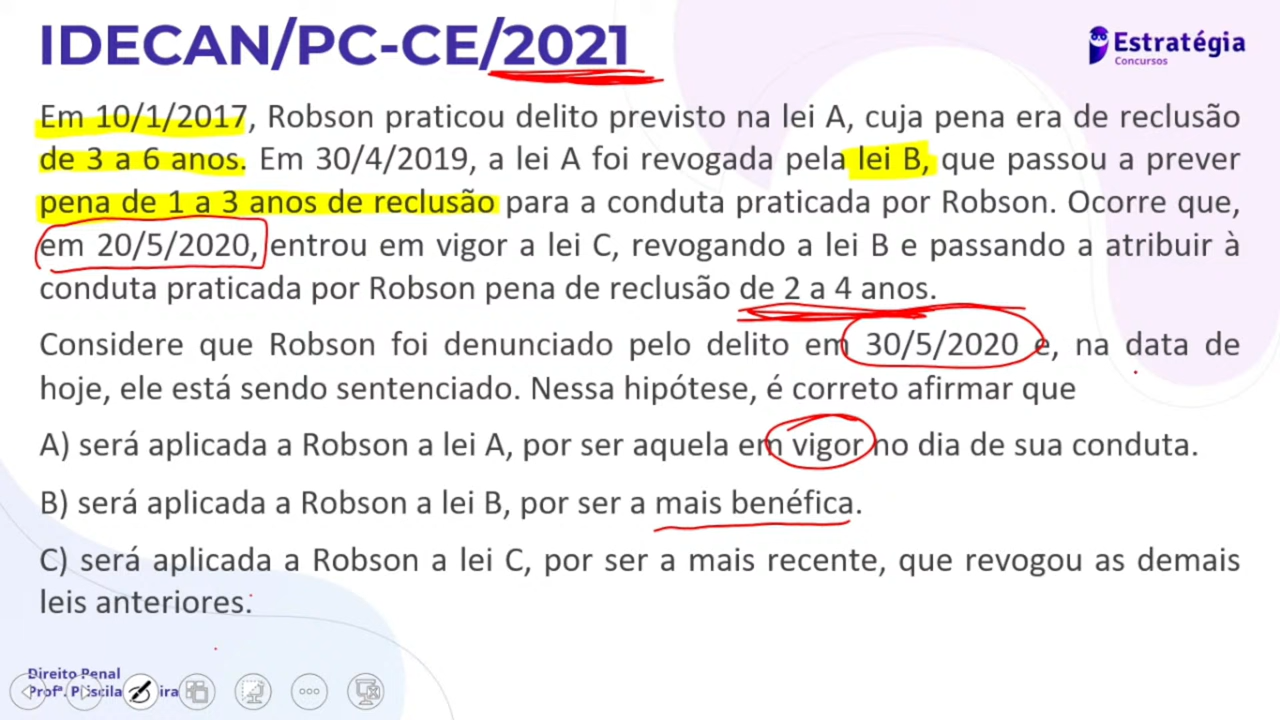 IDECAN/PC-CE/2021
Estratégia
Concursos
Em 10/1/2017, Robson praticou delito previsto na lei A, cuja pena era de reclusão
de 3 a 6 anos. Em 30/4/2019, a lei A foi revogada pela lei B, que passou a prever
pena de 1 a 3 anos de reclusão para a conduta praticada por Robson. Ocorre que,
em 20/5/2020, entrou em vigor a lei C, revogando a lei B e passando a atribuir à
conduta praticada por Robson pena de reclusão de 2 a 4 anos.
Considere que Robson foi denunciado pelo delito em 30/5/2020 e, na data de
hoje, ele está sendo sentenciado. Nessa hipótese, é correto afirmar que
A) será aplicada a Robson a lei A, por ser aquela em vigor no dia de sua conduta.
B) será aplicada a Robson a lei B, por ser a mais benéfica.
C) será aplicada a Robson a lei C, por ser a mais recente, que revogou as demais
leis anteriores.
Direito Penal
Profª.